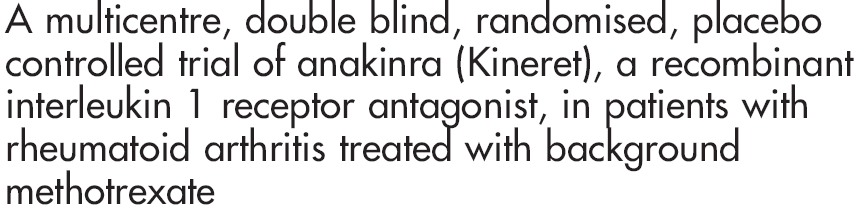 A multicentre, double blind, randomised, placebo
controlled trial of anakinra (Kineret), a recombinant
interleukin 1 receptor antagonist, in patients with
rheumatoid arthritis treated with background
methotrexate